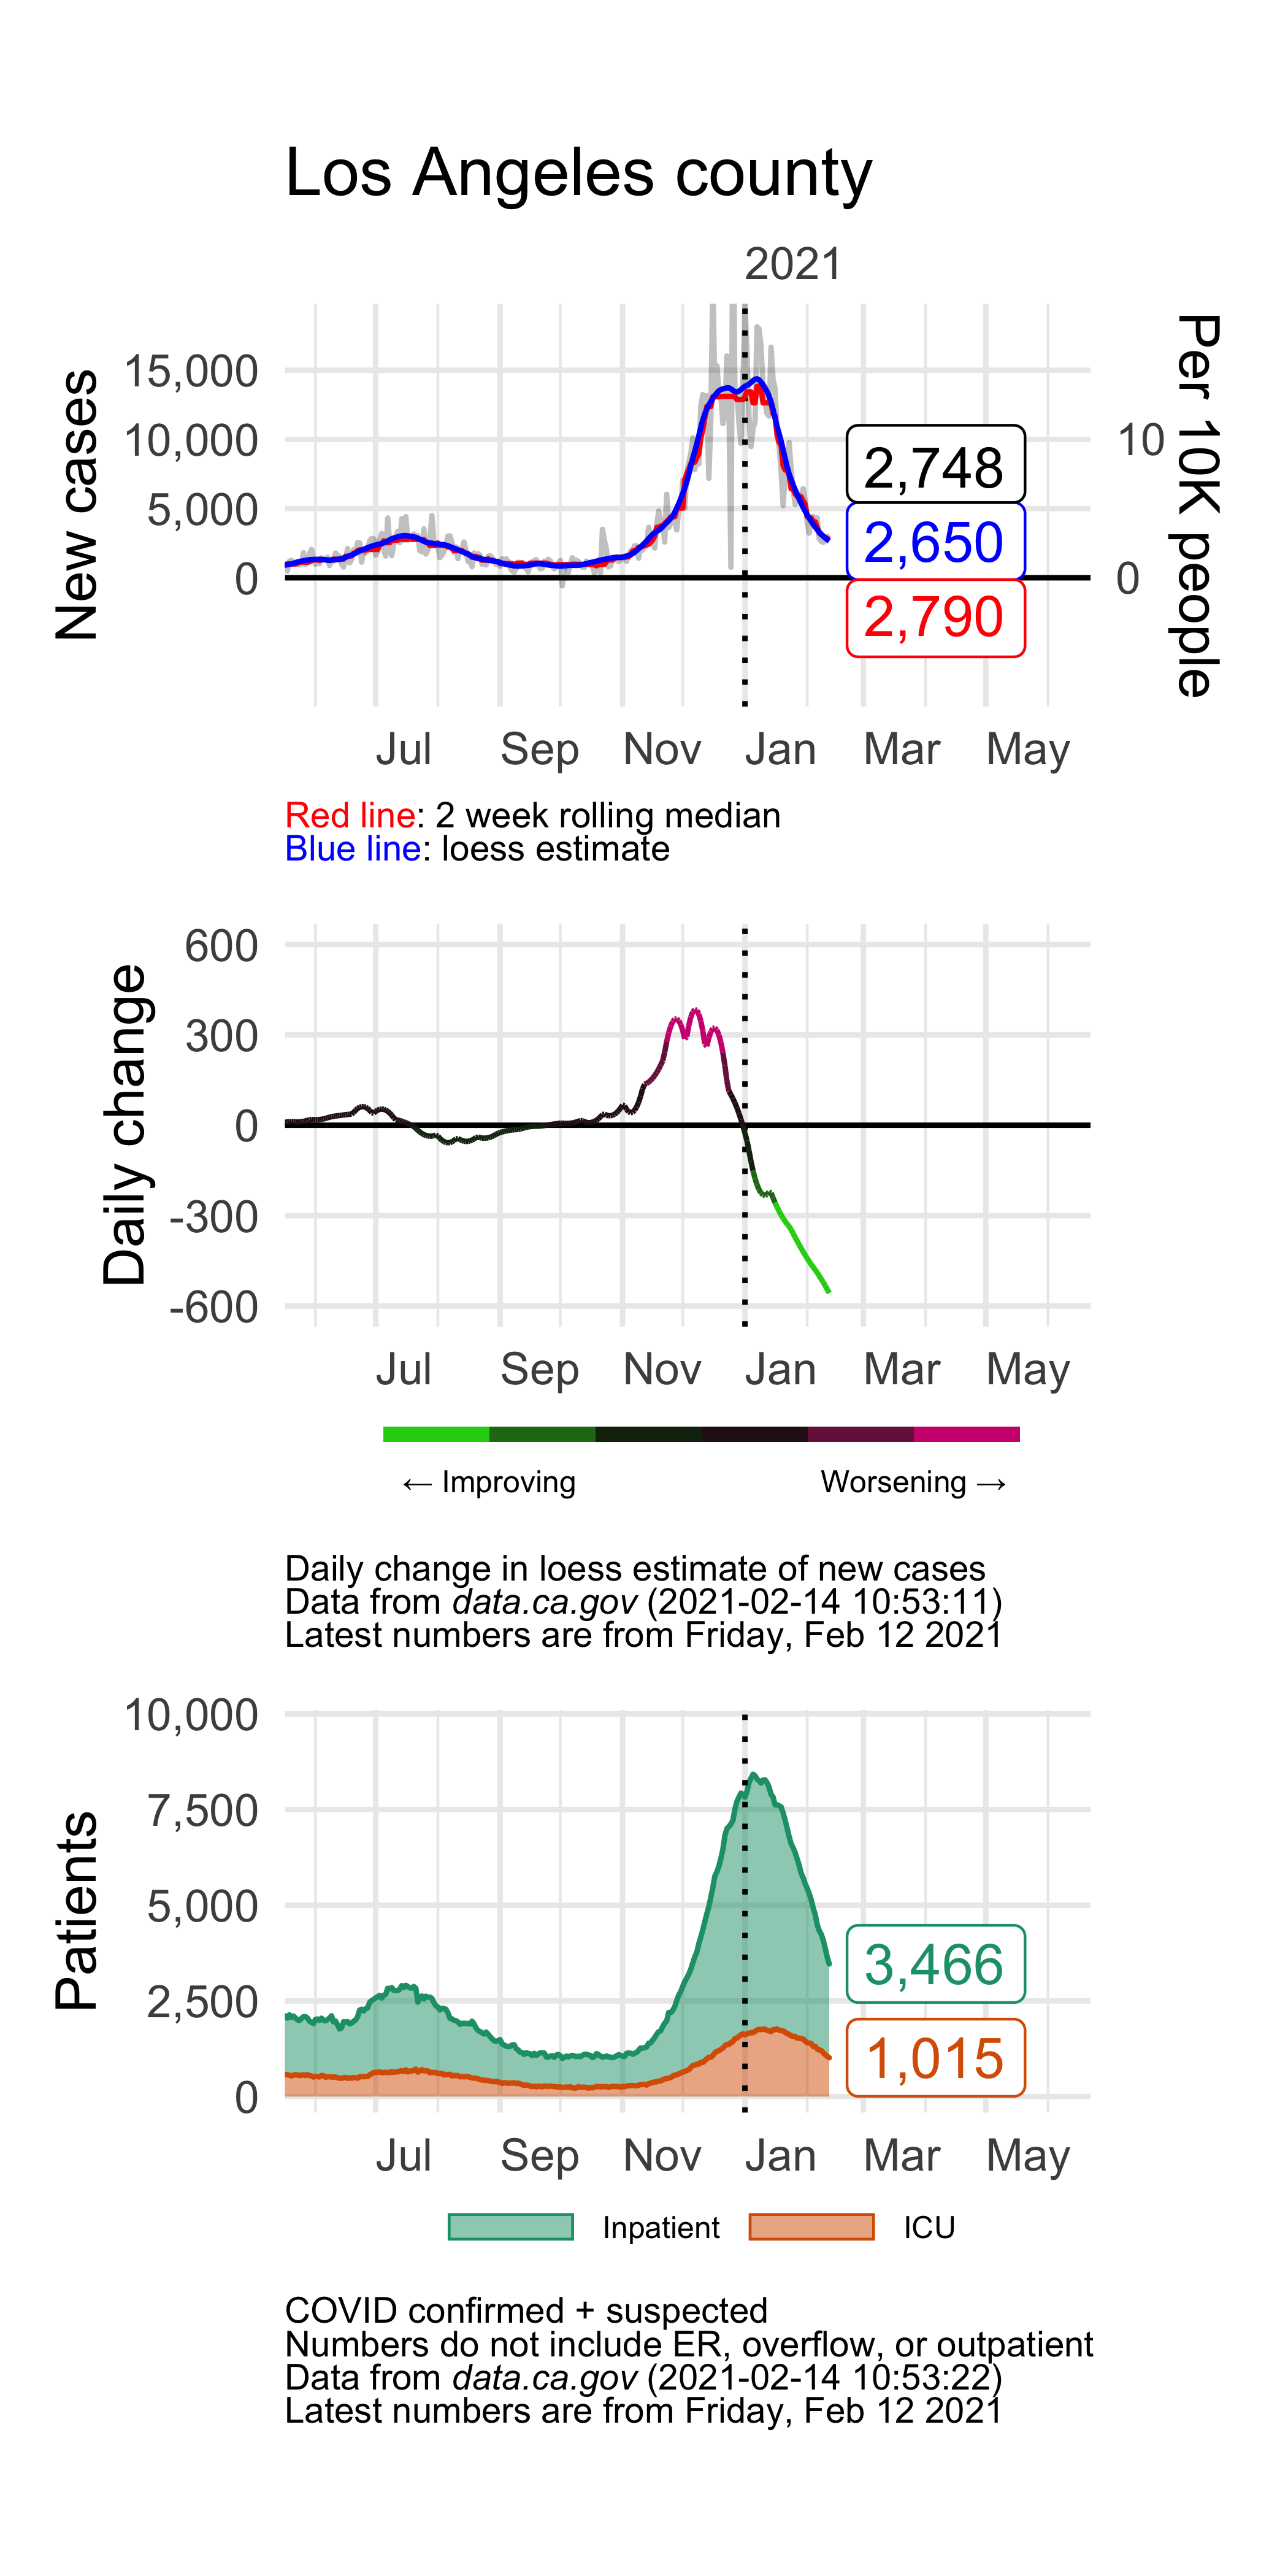 Los Angeles county
2021
New cases
15,000
10,000
5,000
0
10
0
Per 10K people
2,748
2,650
2,790
Jul Sep Nov Jan Mar May
Red line: 2 week rolling median
Blue line: loess estimate
Daily change
600
300
0
-300
-600
Jul Sep Nov Jan Mar May
← Improving Worsening →
Daily change in loess estimate of new cases
Data from data.ca.gov (2021-02-14 10:53:11)
Latest numbers are from Friday, Feb 12 2021
Patients
10,000
7,500
5,000
2,500
0
3,466
1,015
Jul Sep Nov Jan Mar May
Inpatient ICU
COVID confirmed + suspected
Numbers do not include ER, overflow, or outpatient
Data from data.ca.gov (2021-02-14 10:53:22)
Latest numbers are from Friday, Feb 12 2021